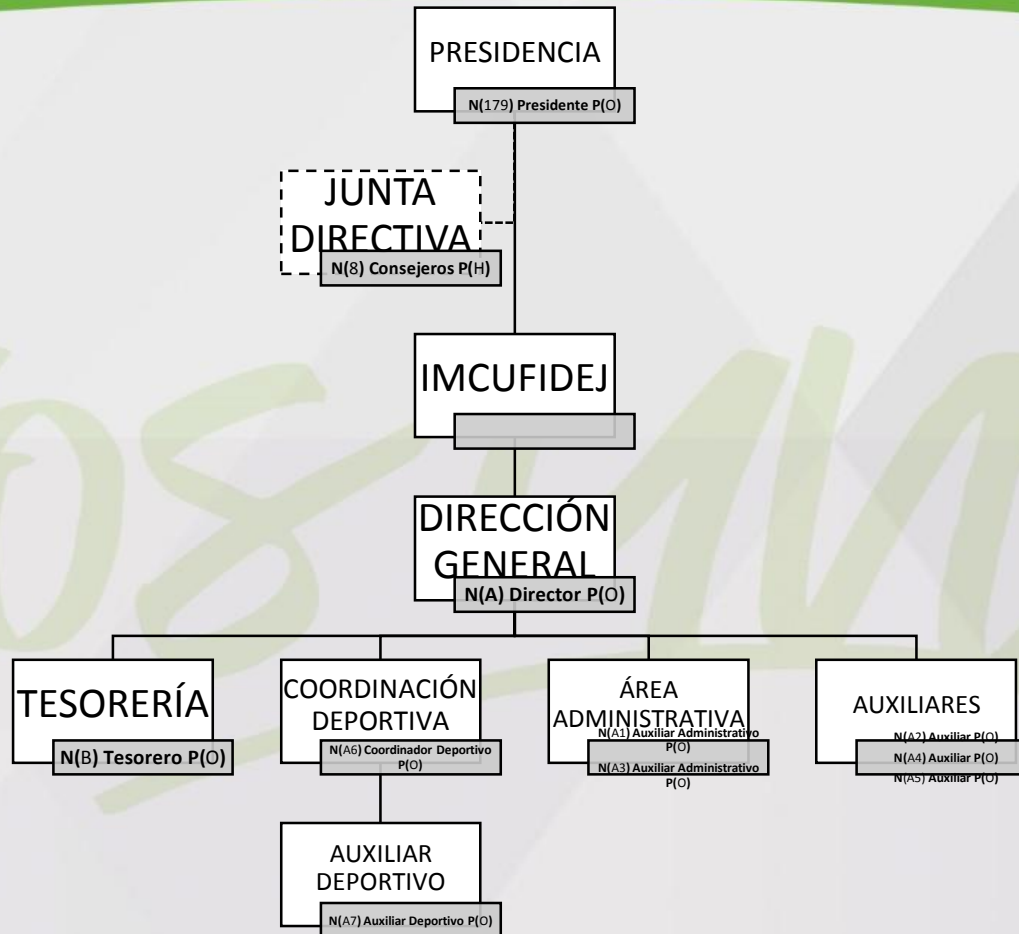 PRESIDENCIA
N(179) Presidente P(O)
JUNTA
DIRECTIVA
N(8) Consejeros P(H)
IMCUFIDEJ
DIRECCIÓN
GENERAL
N(A) Director P(O)
TESORERÍA
N(B) Tesorero P(O)
COORDINACIÓN
DEPORTIVA
N(A6) Coordinador Deportivo
P(O)
ÁREA
ADMINISTRATIVA
N(A1) Auxiliar Administrativo
P(O)
N(A3) Auxiliar Administrativo
P(O)
AUXILIARES
N(A2) Auxiliar P(O)
N(A4) Auxiliar P(O)
N(A5) Auxiliar P(O)
AUXILIAR
DEPORTIVO
N(A7) Auxiliar Deportivo P(O)